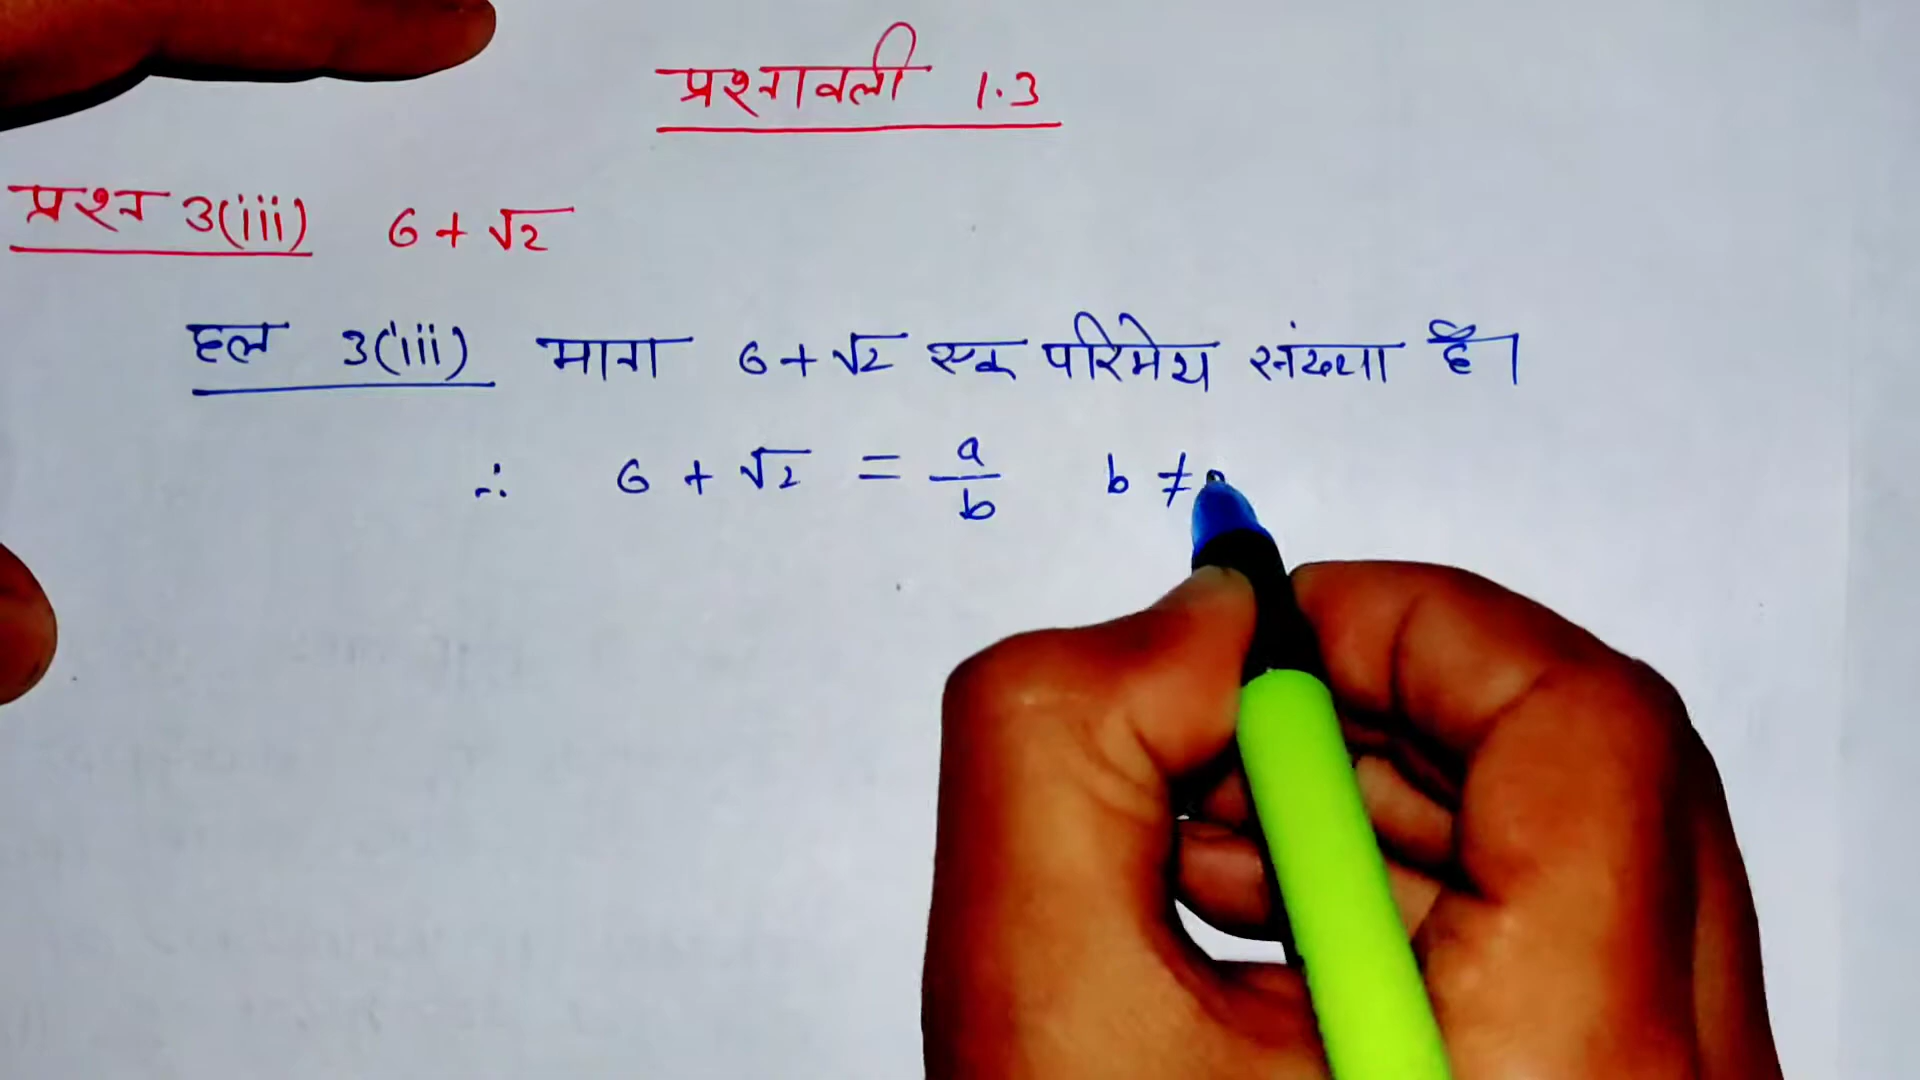 प्रश्नावली 1.3
प्रश्न 3(iii) 6 + √2
हल 3(iii) माना 6 + √2 एक परिमेय संख्या है।
∴ 6 + √2 = a/b b ≠